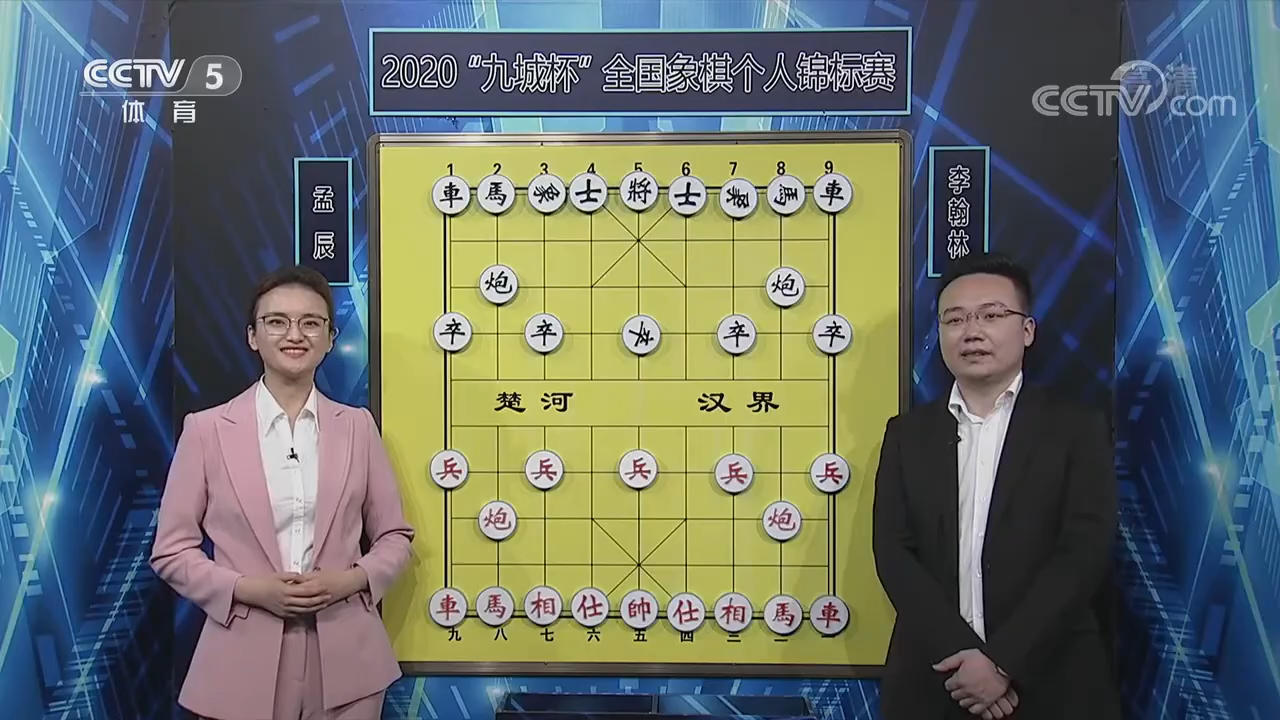 CCTV 5
体育
2020“九城杯”全国象棋个人锦标赛
高清
CCTV.com
孟辰
李翰林
1 2 3 4 5 6 7 8 9
車 馬 象 士 將 士 象 馬 車
炮 炮
卒 卒 卒 卒 卒
楚河 汉界
兵 兵 兵 兵 兵
炮 炮
車 馬 相 仕 帥 仕 相 馬 車
九 八 七 六 五 四 三 二